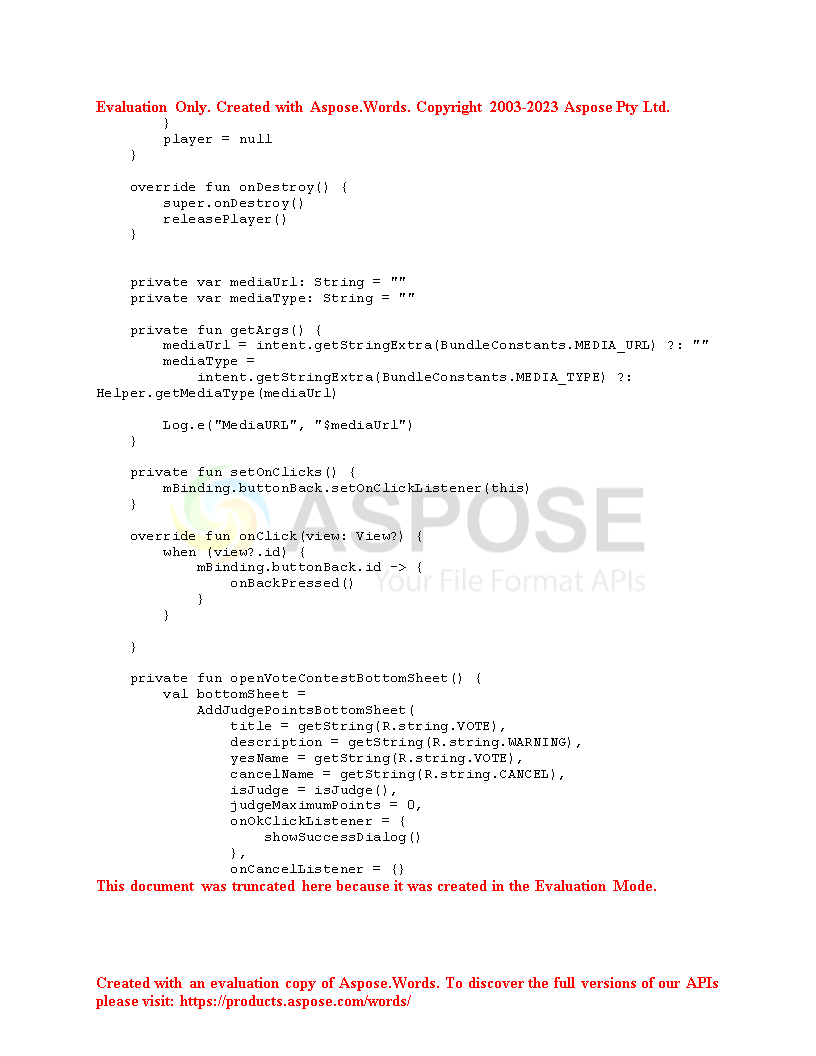 Evaluation Only. Created with Aspose.Words. Copyright 2003-2023 Aspose Pty Ltd.
        }
        player = null
    }

    override fun onDestroy() {
        super.onDestroy()
        releasePlayer()
    }


    private var mediaUrl: String = ""
    private var mediaType: String = ""

    private fun getArgs() {
        mediaUrl = intent.getStringExtra(BundleConstants.MEDIA_URL) ?: ""
        mediaType =
            intent.getStringExtra(BundleConstants.MEDIA_TYPE) ?:
Helper.getMediaType(mediaUrl)

        Log.e("MediaURL", "$mediaUrl")
    }

    private fun setOnClicks() {
        mBinding.buttonBack.setOnClickListener(this)
    }
ASPOSE

    override fun onClick(view: View?) {
        when (view?.id) {
            mBinding.buttonBack.id -> {
                onBackPressed()
Your File Format APIs
            }
        }

    }

    private fun openVoteContestBottomSheet() {
        val bottomSheet =
            AddJudgePointsBottomSheet(
                title = getString(R.string.VOTE),
                description = getString(R.string.WARNING),
                yesName = getString(R.string.VOTE),
                cancelName = getString(R.string.CANCEL),
                isJudge = isJudge(),
                judgeMaximumPoints = 0,
                onOkClickListener = {
                    showSuccessDialog()
                },
                onCancelListener = {}
This document was truncated here because it was created in the Evaluation Mode.
Created with an evaluation copy of Aspose.Words. To discover the full versions of our APIs
please visit: https://products.aspose.com/words/